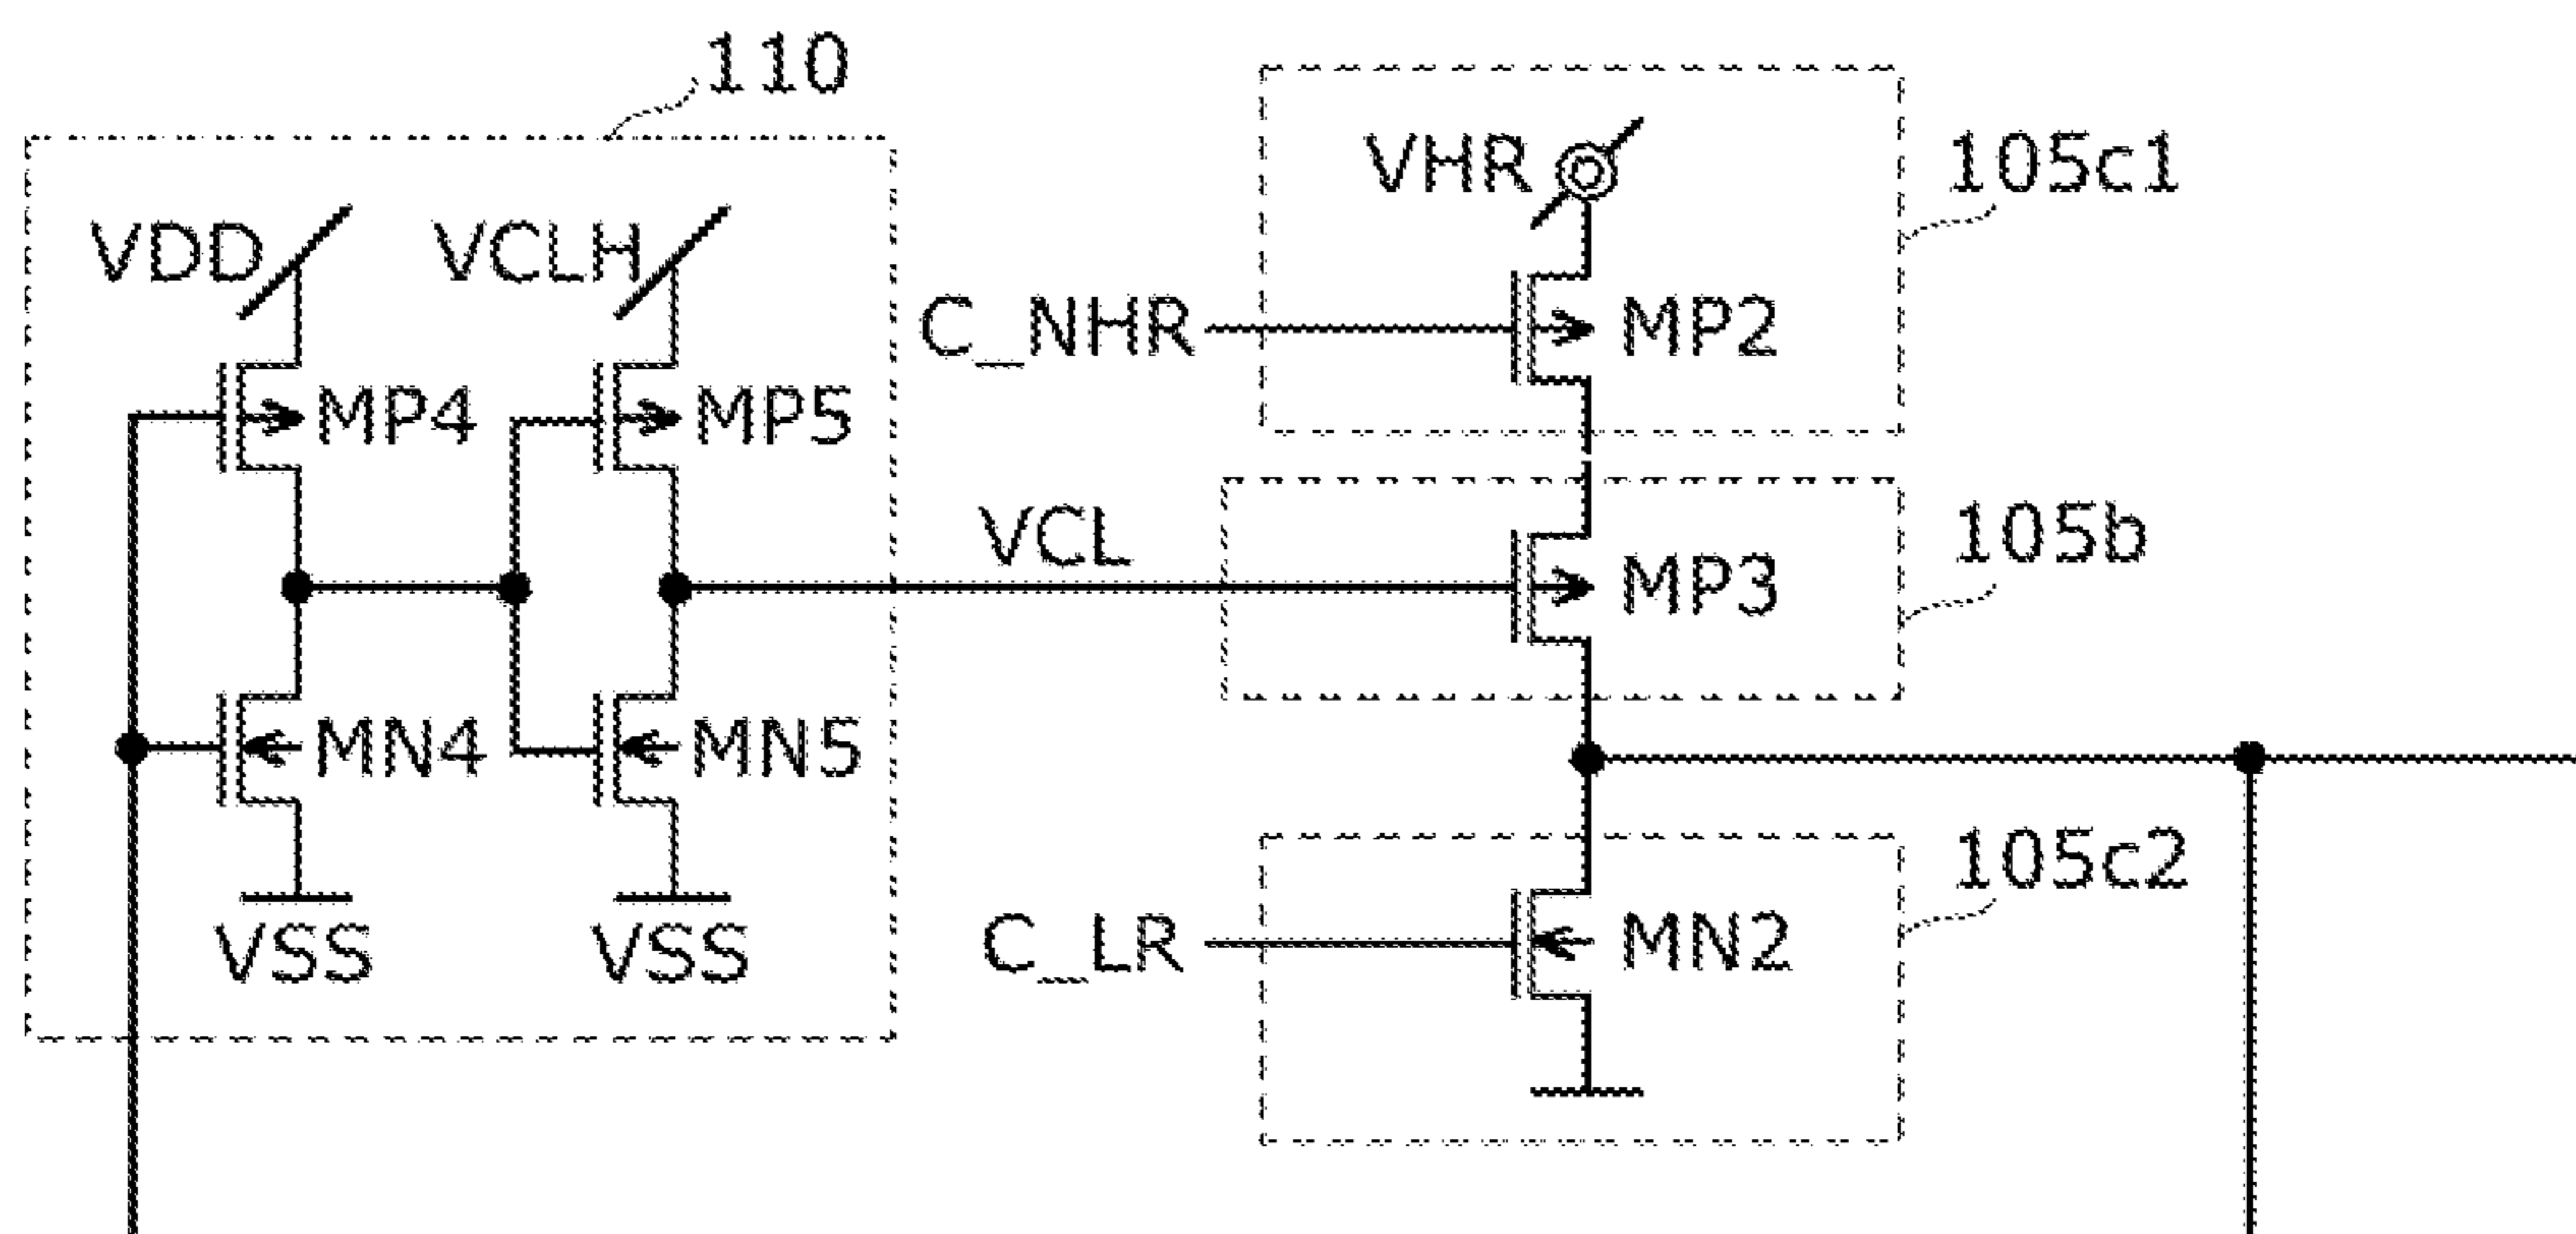 110
VHR
105c1
VDD
VCLH
C_NHR
MP2
MP4
MP5
VCL
105b
MP3
MN4
MN5
105c2
VSS
VSS
C_LR
MN2